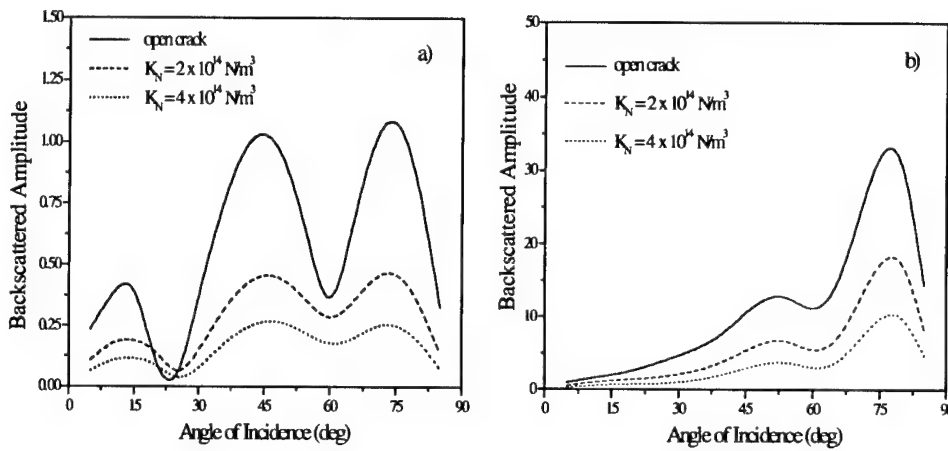 1.50
1.25
1.00
0.75
0.50
0.25
0.00
Backscattered Amplitude
open crack
K_N = 2 x 10^14 N/m^3
K_N = 4 x 10^14 N/m^3
a)
0 15 30 45 60 75 90
Angle of Incidence (deg)
50
40
30
20
10
0
Backscattered Amplitude
open crack
K_N = 2 x 10^14 N/m^3
K_N = 4 x 10^14 N/m^3
b)
0 15 30 45 60 75 90
Angle of Incidence (deg)